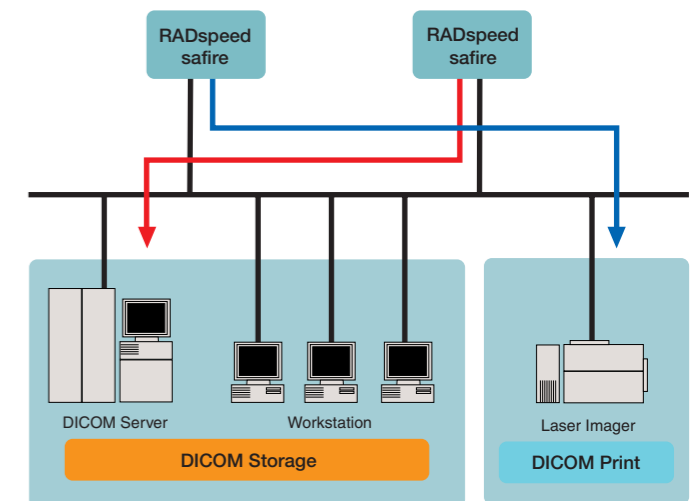 RADspeed
safire
RADspeed
safire
DICOM Server
Workstation
Laser Imager
DICOM Storage
DICOM Print